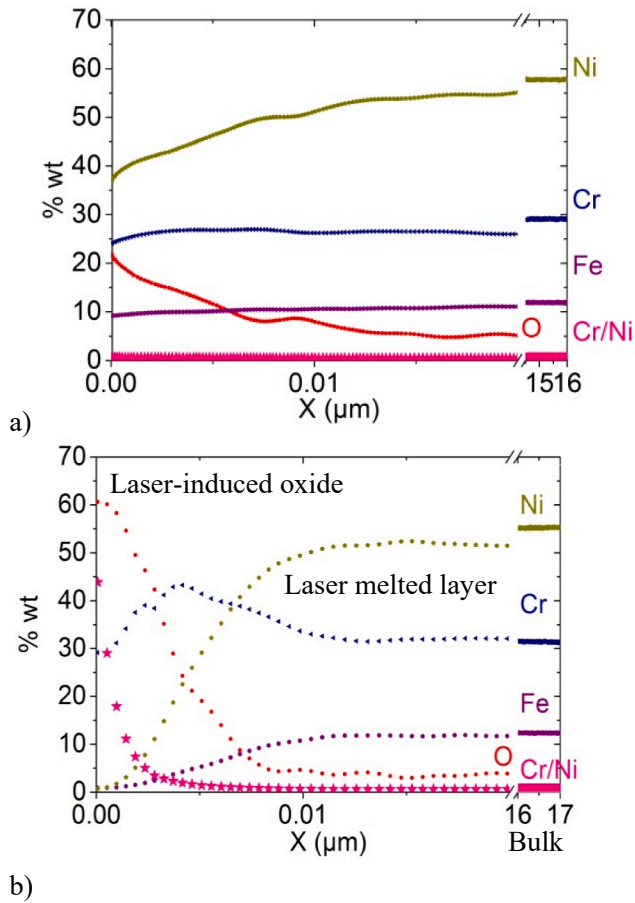 70
60
Ni
50
40
% wt
30
Cr
20
Fe
10
O
Cr/Ni
0
0.00
0.01
1516
X (µm)
a)
70
Laser-induced oxide
60
Ni
50
Laser melted layer
40
% wt
Cr
30
20
Fe
10
O
Cr/Ni
0
0.00
0.01
16 17
X (µm)
Bulk
b)